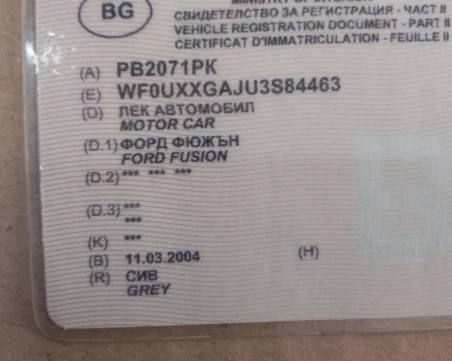 BG
СВИДЕТЕЛСТВО ЗА РЕГИСТРАЦИЯ - ЧАСТ II
VEHICLE REGISTRATION DOCUMENT - PART II
CERTIFICAT D'IMMATRICULATION - FEUILLE II
(A) PB2071PK
(E) WF0UXXGAJU3S84463
(D) ЛЕК АВТОМОБИЛ
MOTOR CAR
(D.1) ФОРД ФЮЖЪН
FORD FUSION
(D.2) *** *** ***
(D.3) ***
***
(K) ***
(B) 11.03.2004 (H)
(R) СИВ
GREY